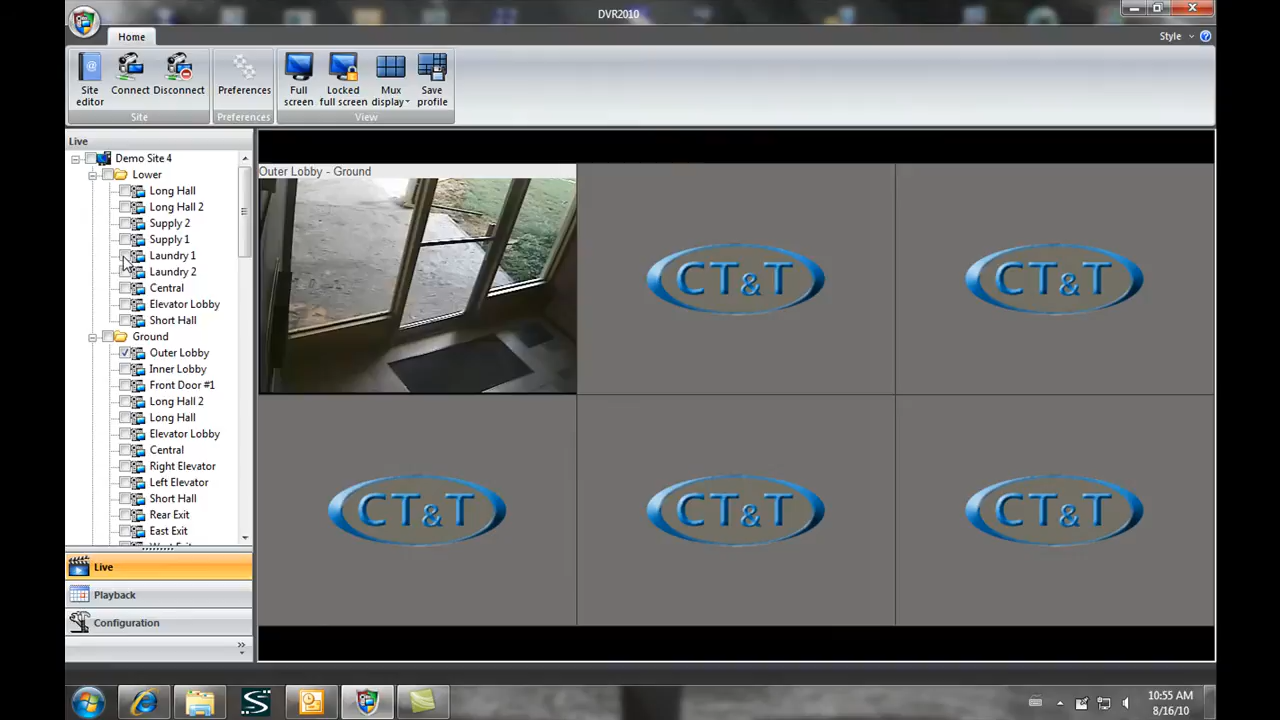 DVR2010
Home
Style
Site editor
Connect
Disconnect
Preferences
Full screen
Locked full screen
Mux display
Save profile
Site
Preferences
View
Live
Demo Site 4
Lower
Long Hall
Long Hall 2
Supply 2
Supply 1
Laundry 1
Laundry 2
Central
Elevator Lobby
Short Hall
Ground
Outer Lobby
Inner Lobby
Front Door #1
Long Hall 2
Long Hall
Elevator Lobby
Central
Right Elevator
Left Elevator
Short Hall
Rear Exit
East Exit
Outer Lobby - Ground
CT&T
CT&T
CT&T
CT&T
CT&T
Live
Playback
Configuration
10:55 AM
8/16/10